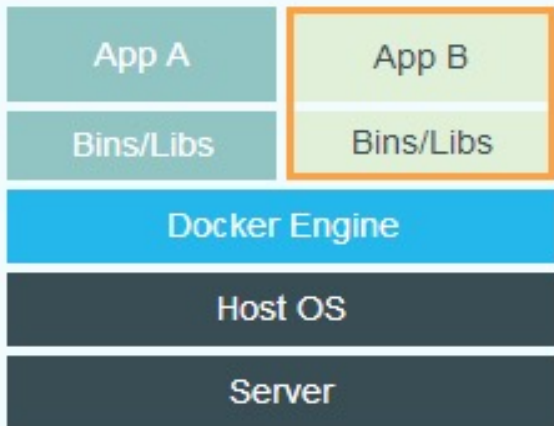 App A
App B
Bins/Libs
Bins/Libs
Docker Engine
Host OS
Server